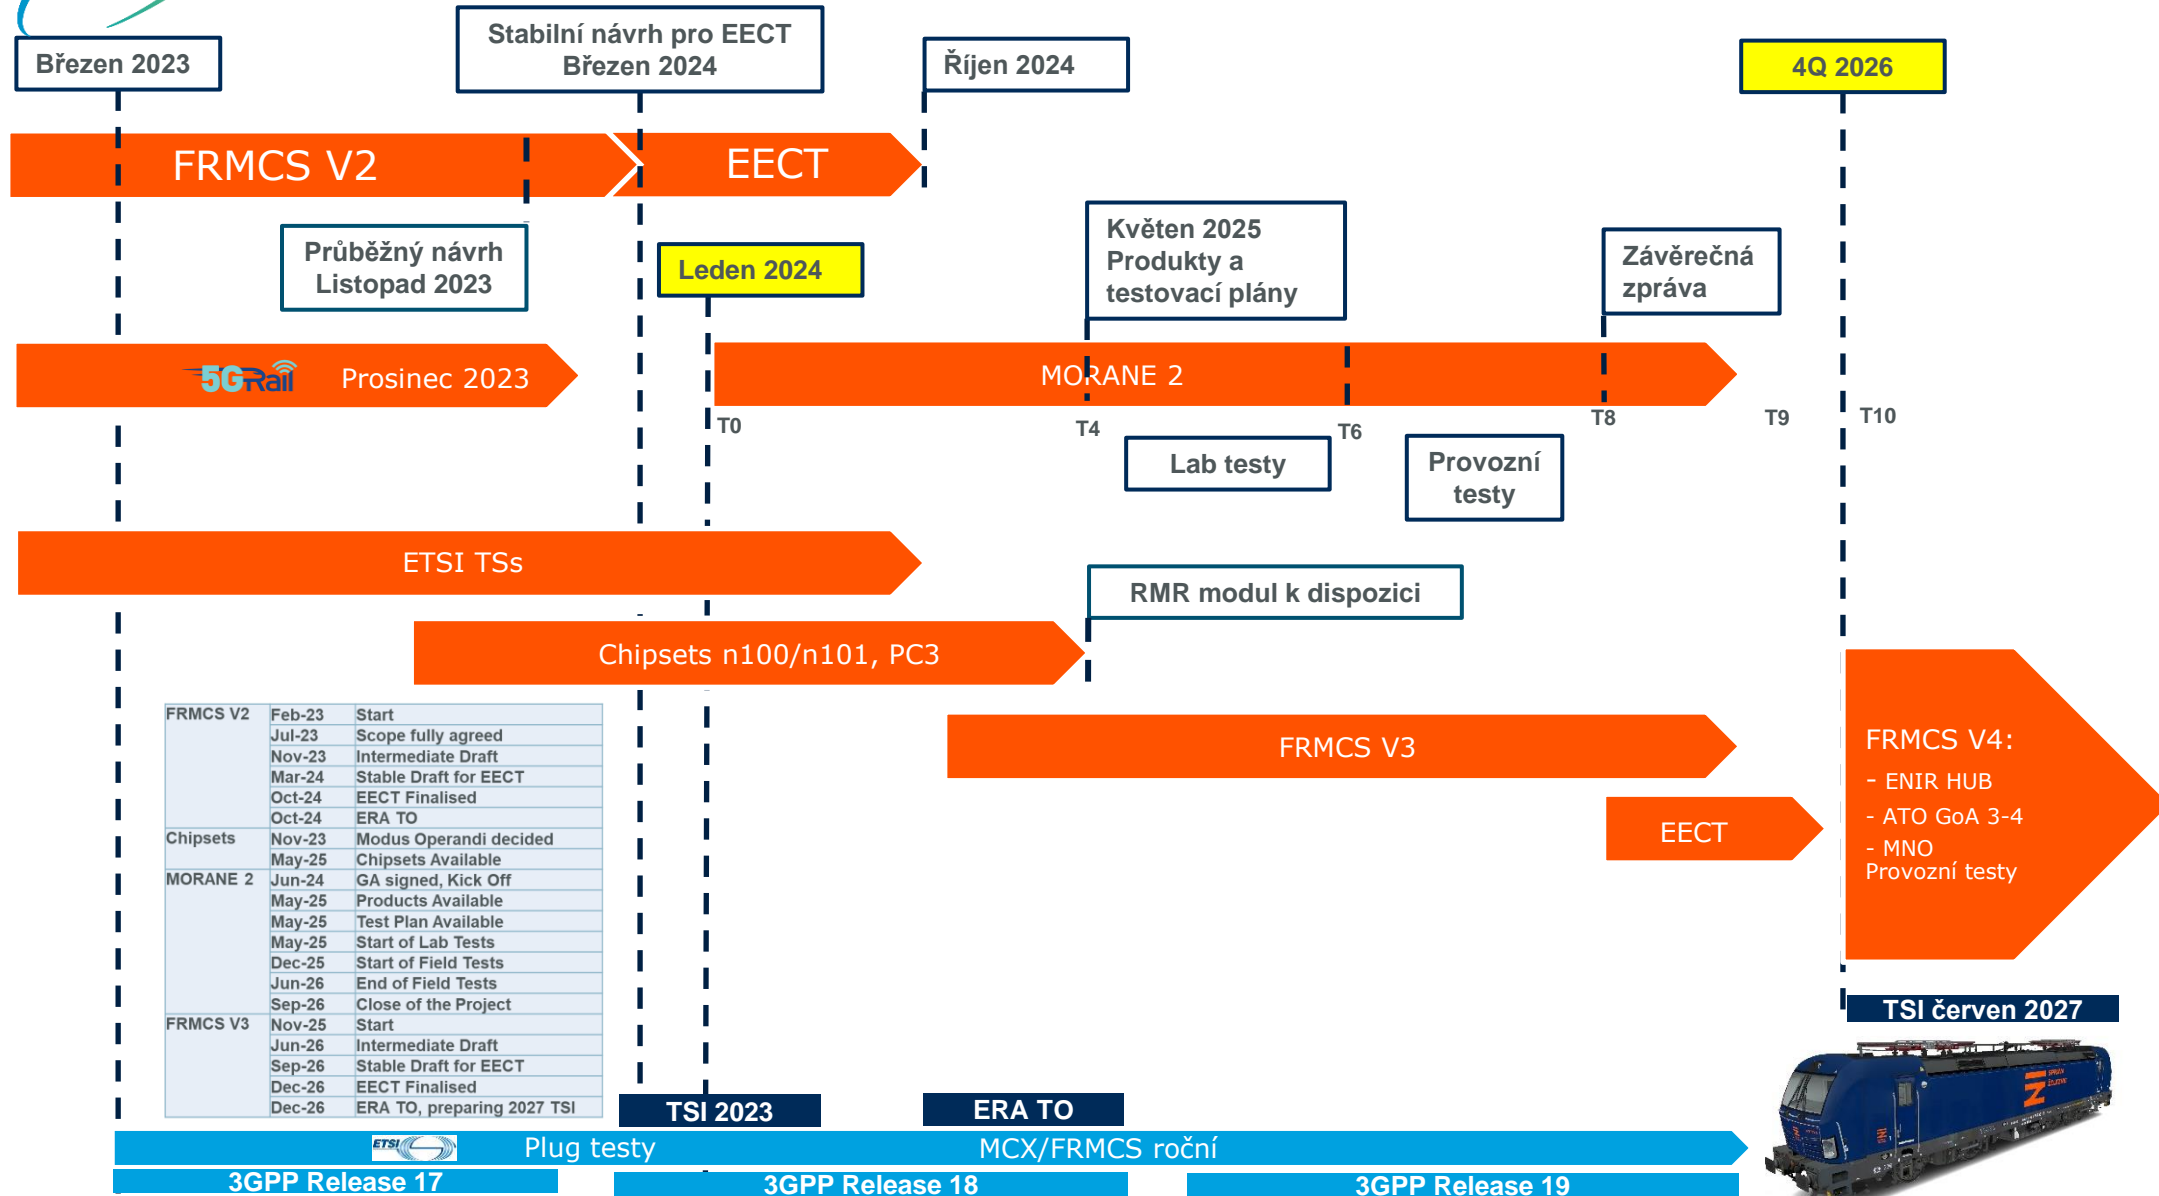 Březen 2023
Stabilní návrh pro EECT
Březen 2024
Říjen 2024
4Q 2026
FRMCS V2
EECT
Průběžný návrh
Listopad 2023
Leden 2024
Květen 2025
Produkty a
testovací plány
Závěrečná
zpráva
5GRail
Prosinec 2023
MORANE 2
T0
T4
T6
T8
T9
T10
Lab testy
Provozní
testy
ETSI TSs
RMR modul k dispozici
Chipsets n100/n101, PC3
FRMCS V2 Feb-23 Start
Jul-23 Scope fully agreed
Nov-23 Intermediate Draft
Mar-24 Stable Draft for EECT
Oct-24 EECT Finalised
Oct-24 ERA TO
Chipsets Nov-23 Modus Operandi decided
May-25 Chipsets Available
MORANE 2 Jun-24 GA signed, Kick Off
May-25 Products Available
May-25 Test Plan Available
May-25 Start of Lab Tests
Dec-25 Start of Field Tests
Jun-26 End of Field Tests
Sep-26 Close of the Project
FRMCS V3 Nov-25 Start
Jun-26 Intermediate Draft
Sep-26 Stable Draft for EECT
Dec-26 EECT Finalised
Dec-26 ERA TO, preparing 2027 TSI
FRMCS V3
EECT
FRMCS V4:
- ENIR HUB
- ATO GoA 3-4
- MNO
Provozní testy
TSI červen 2027
TSI 2023
ERA TO
ETSI
Plug testy
MCX/FRMCS roční
3GPP Release 17
3GPP Release 18
3GPP Release 19